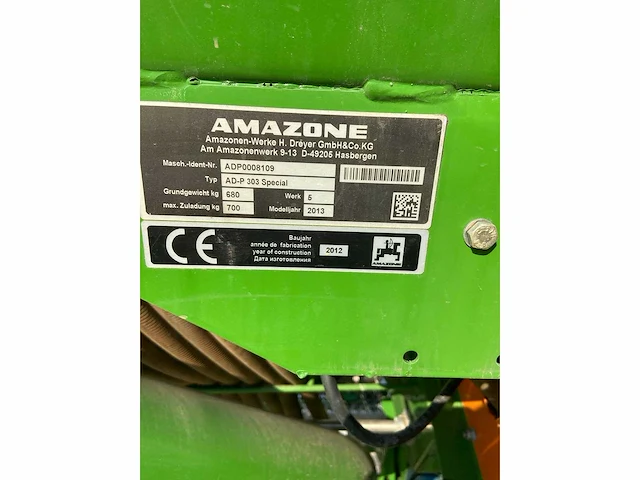 AMAZONE
Amazonen-Werke H. Dreyer GmbH&Co.KG
Am Amazonenwerk 9-13 D-49205 Hasbergen
Masch.-Ident-Nr. ADP0008109
Typ AD-P 303 Special
Grundgewicht kg 680 Werk 5
max. Zuladung kg 700 Modelljahr 2013
CE
Baujahr
année de fabrication
year of construction
Дата изготовления
2012
AMAZONE